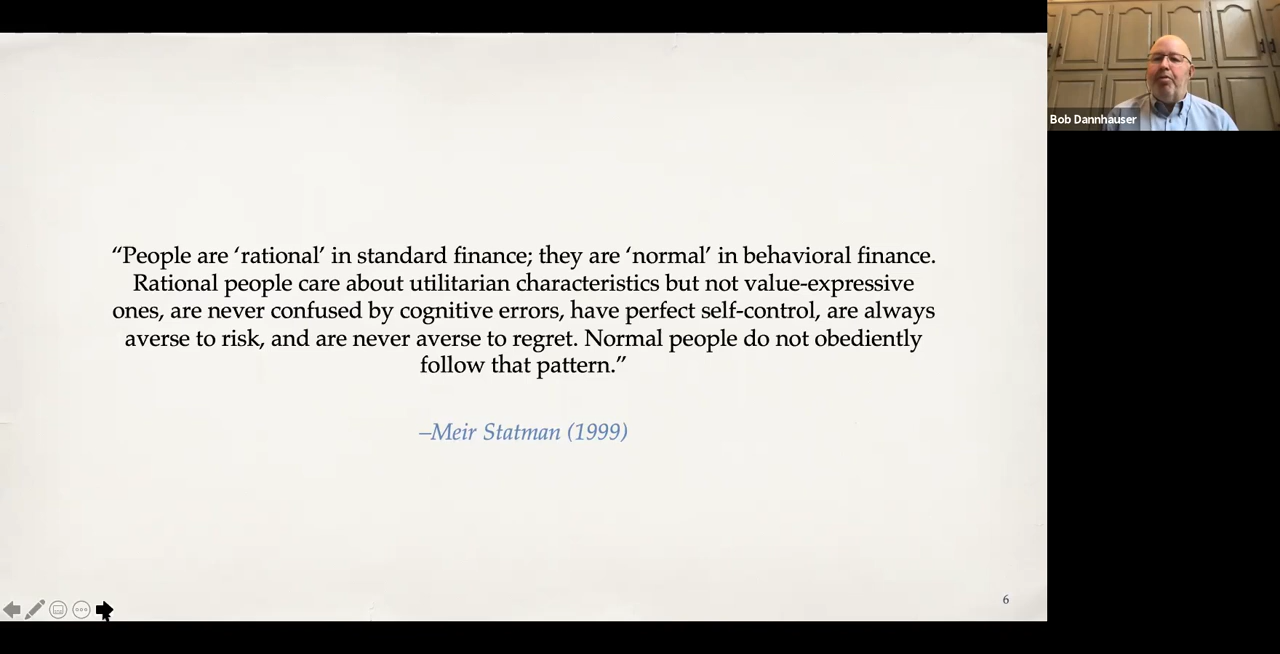 “People are ‘rational’ in standard finance; they are ‘normal’ in behavioral finance.
Rational people care about utilitarian characteristics but not value-expressive
ones, are never confused by cognitive errors, have perfect self-control, are always
averse to risk, and are never averse to regret. Normal people do not obediently
follow that pattern.”
–Meir Statman (1999)
6
Bob Dannhauser